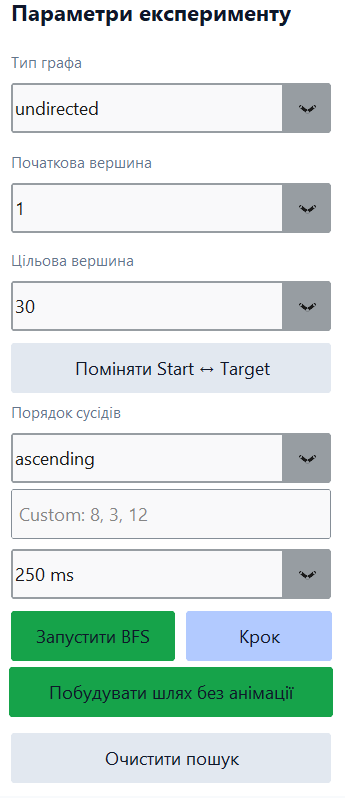 Параметри експерименту
Тип графа
undirected
Початкова вершина
1
Цільова вершина
30
Поміняти Start ↔ Target
Порядок сусідів
ascending
Custom: 8, 3, 12
250 ms
Запустити BFS
Крок
Побудувати шлях без анімації
Очистити пошук